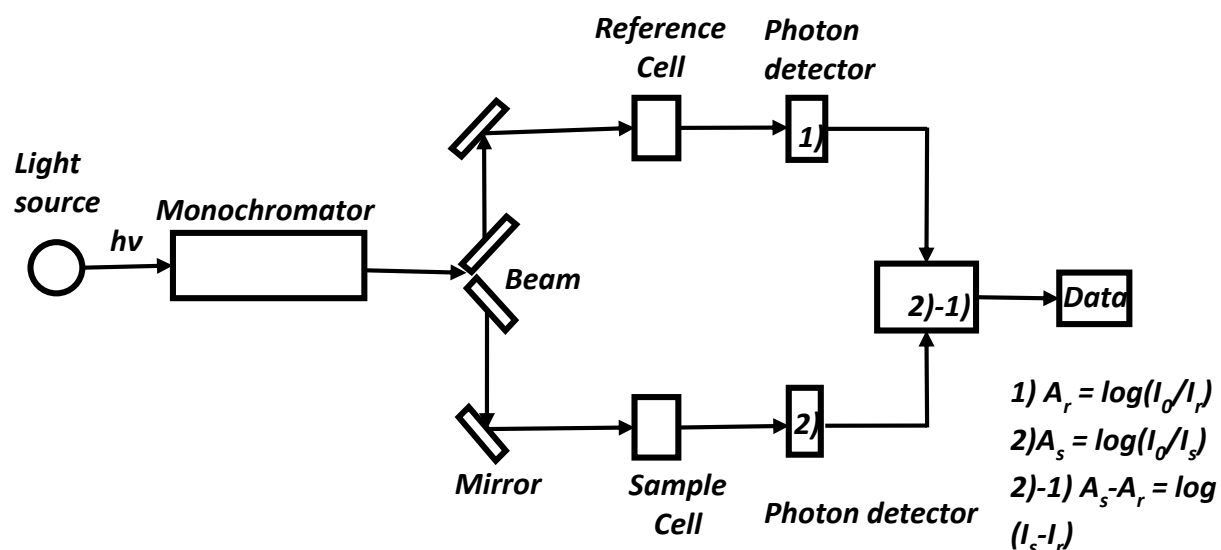 Reference
Cell
Photon
detector
1)
Light
source
Monochromator
hv
Beam
2)-1)
Data
2)
Mirror
Sample
Cell
Photon detector
1) A_r = log(I_0/I_r)
2)A_s = log(I_0/I_s)
2)-1) A_s-A_r = log
(I_s-I_r)